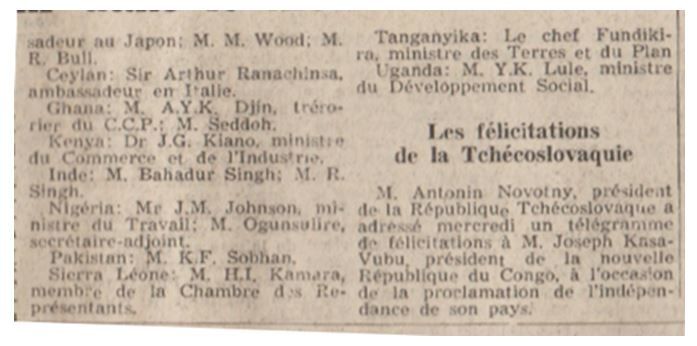 sadeur au Japon; M. M. Wood; M.
R. Bull.
Ceylan: Sir Arthur Ranachinsa,
ambassadeur en Italie.
Ghana: M. A.Y.K. Djin, tréro-
rier du C.C.P.; M. Seddoh.
Kenya: Dr J.G. Kiano, ministre
du Commerce et de l'Industrie.
Inde: M. Bahadur Singh; M. R.
Singh.
Nigéria: Mr J.M. Johnson, mi-
nistre du Travail; M. Ogunsulire,
secrétaire-adjoint.
Pakistan: M. K.F. Sobhan.
Sierra Léone: M. H.I. Kamara,
membre de la Chambre des Re-
présentants.
Tanganyika: Le chef Fundiki-
ra, ministre des Terres et du Plan
Uganda: M. Y.K. Lule, ministre
du Développement Social.
Les félicitations
de la Tchécoslovaquie
M. Antonin Novotny, président
de la République Tchécoslovaque a
adressé mercredi un télégramme
de félicitations à M. Joseph Kasa-
Vubu, président de la nouvelle
République du Congo, à l'occasion
de la proclamation de l'indépen-
dance de son pays.